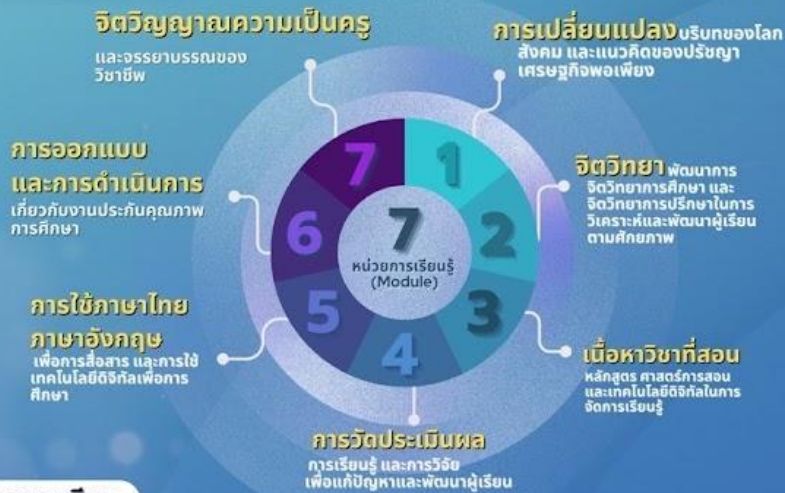 จิตวิญญาณความเป็นครู
และจรรยาบรรณของ
วิชาชีพ
การเปลี่ยนแปลง บริบทของโลก
สังคม และแนวคิดของปรัชญา
เศรษฐกิจพอเพียง
การออกแบบ
และการดำเนินการ
เกี่ยวกับงานประกันคุณภาพ
การศึกษา
จิตวิทยา พัฒนาการ
จิตวิทยาการศึกษา และ
จิตวิทยาการปรึกษาในการ
วิเคราะห์และพัฒนาผู้เรียน
ตามศักยภาพ
7
1
6
2
5
3
4
7
หน่วยการเรียนรู้
(Module)
การใช้ภาษาไทย
ภาษาอังกฤษ
เพื่อการสื่อสาร และการใช้
เทคโนโลยีดิจิทัลเพื่อการ
ศึกษา
เนื้อหาวิชาที่สอน
หลักสูตร ศาสตร์การสอน
และเทคโนโลยีดิจิทัลในการ
จัดการเรียนรู้
การวัดประเมินผล
การเรียนรู้ และการวิจัย
เพื่อแก้ปัญหาและพัฒนาผู้เรียน